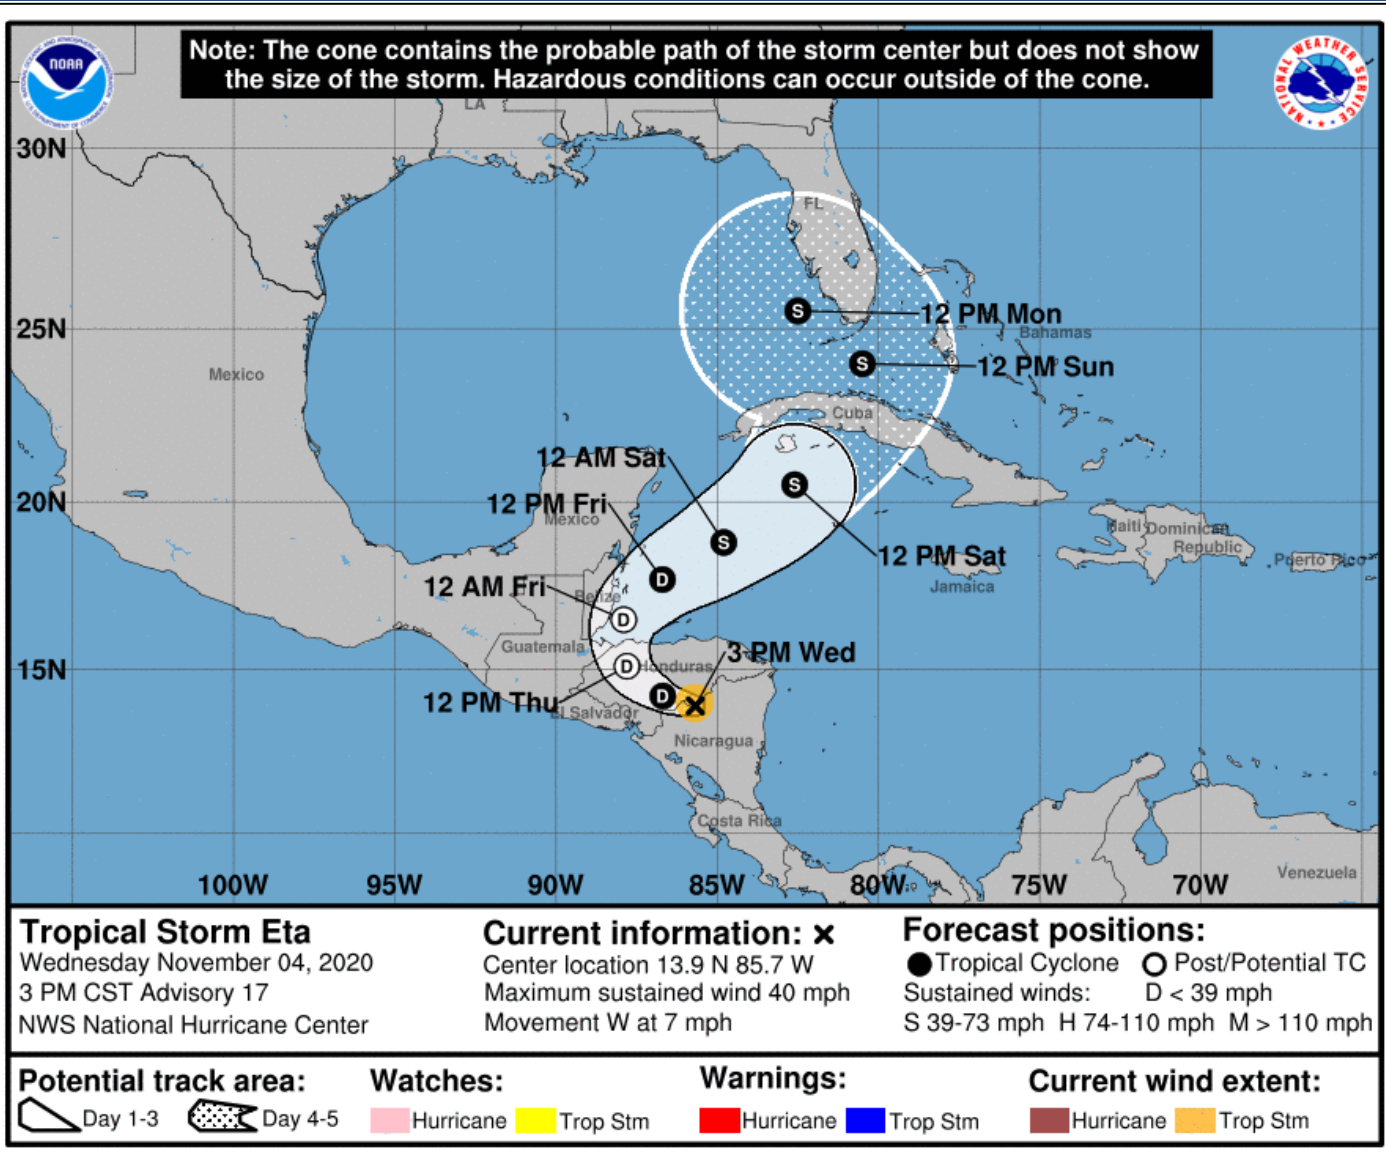 Note: The cone contains the probable path of the storm center but does not show
the size of the storm. Hazardous conditions can occur outside of the cone.
NOAA
NATIONAL OCEANIC AND ATMOSPHERIC ADMINISTRATION
U.S. DEPARTMENT OF COMMERCE
NATIONAL WEATHER SERVICE
LA
30N
FL
S
12 PM Mon
25N
Bahamas
Mexico
S
12 PM Sun
Cuba
12 AM Sat
S
12 PM Fri
20N
Mexico
Haiti
Dominican
Republic
S
12 PM Sat
Puerto Rico
D
12 AM Fri
Jamaica
Belize
D
Guatemala
3 PM Wed
15N
D
Honduras
12 PM Thu
D
El Salvador
Nicaragua
Costa Rica
Venezuela
100W 95W 90W 85W 80W 75W 70W
Tropical Storm Eta
Wednesday November 04, 2020
3 PM CST Advisory 17
NWS National Hurricane Center
Current information: x
Center location 13.9 N 85.7 W
Maximum sustained wind 40 mph
Movement W at 7 mph
Forecast positions:
Tropical Cyclone Post/Potential TC
Sustained winds: D < 39 mph
S 39-73 mph H 74-110 mph M > 110 mph
Potential track area:
Day 1-3 Day 4-5
Watches:
Hurricane Trop Stm
Warnings:
Hurricane Trop Stm
Current wind extent:
Hurricane Trop Stm